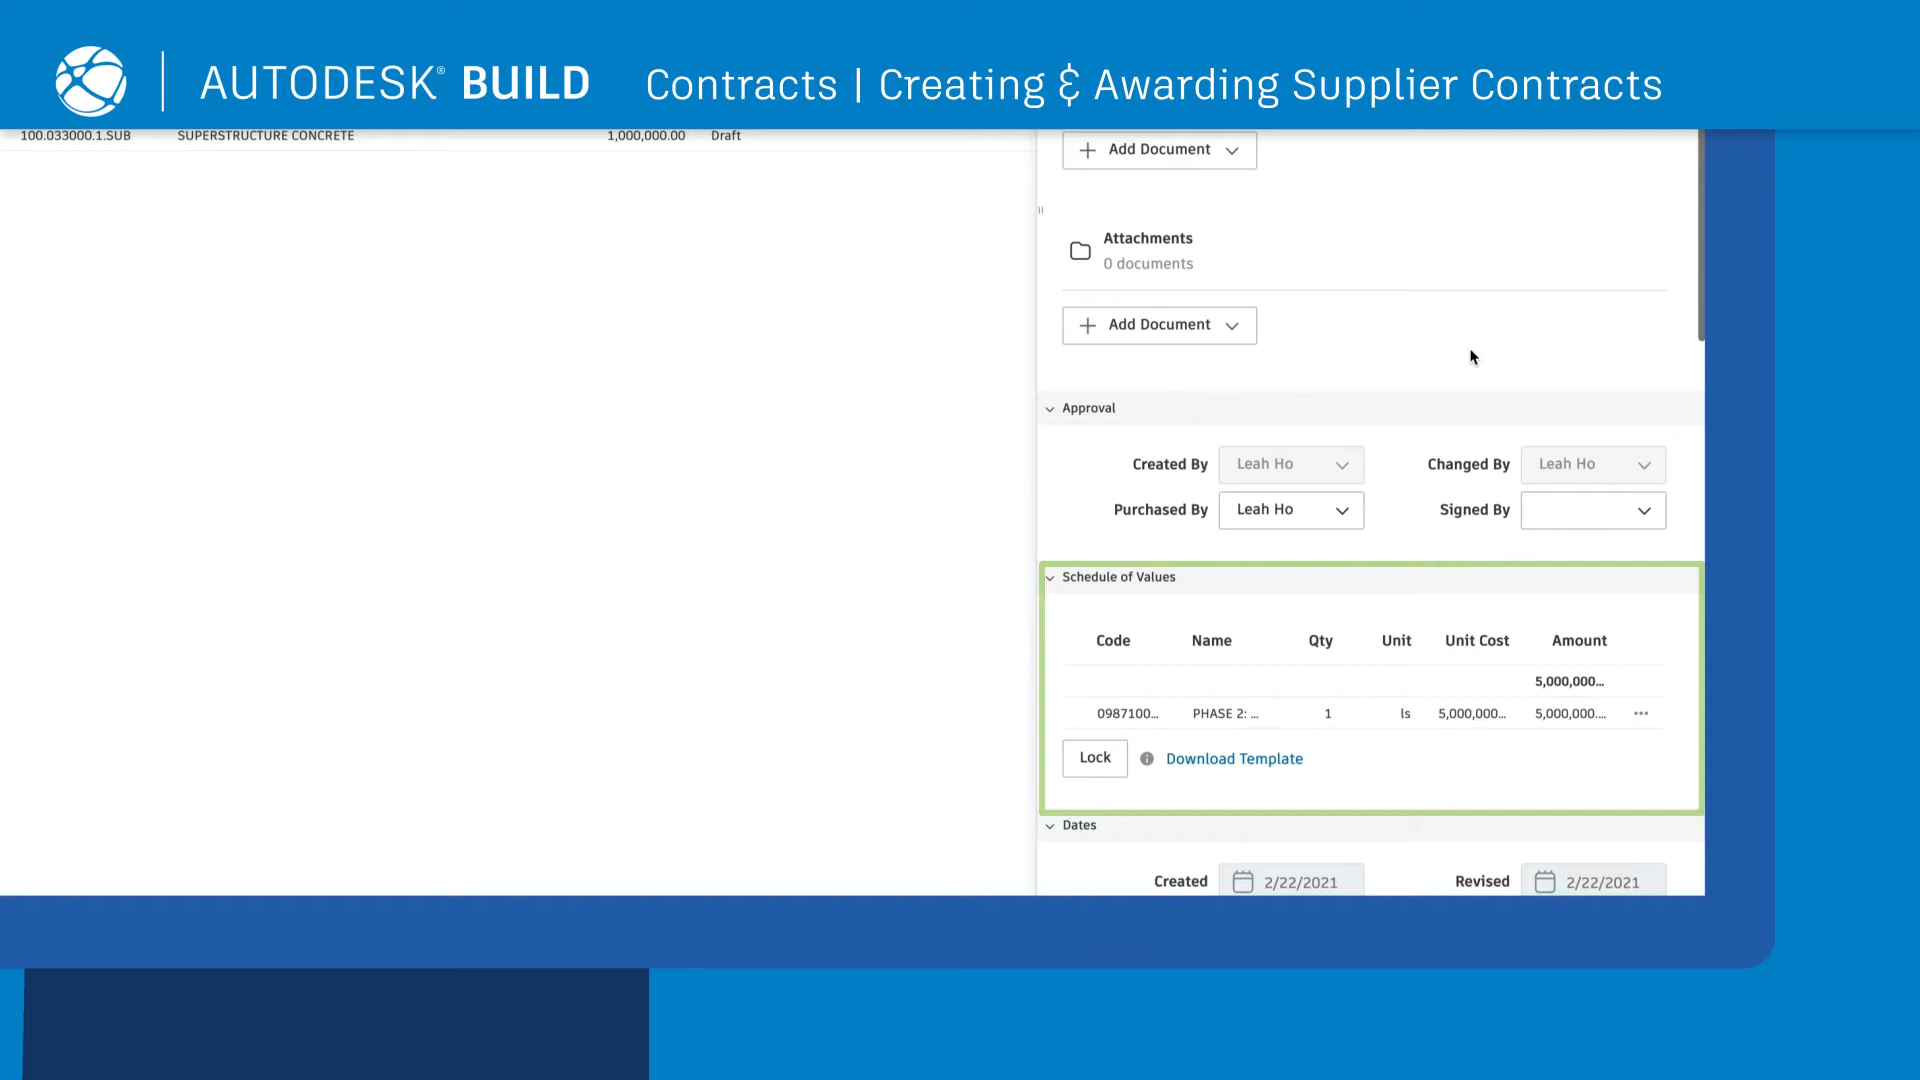 AUTODESK® BUILD Contracts | Creating & Awarding Supplier Contracts
100.033000.1.SUB SUPERSTRUCTURE CONCRETE 1,000,000.00 Draft
Add Document
Attachments
0 documents
Add Document
Approval
Created By Leah Ho Changed By Leah Ho
Purchased By Leah Ho Signed By
Schedule of Values
Code Name Qty Unit Unit Cost Amount
5,000,000...
0987100... PHASE 2: ... 1 ls 5,000,000... 5,000,000....
Lock Download Template
Dates
Created 2/22/2021 Revised 2/22/2021